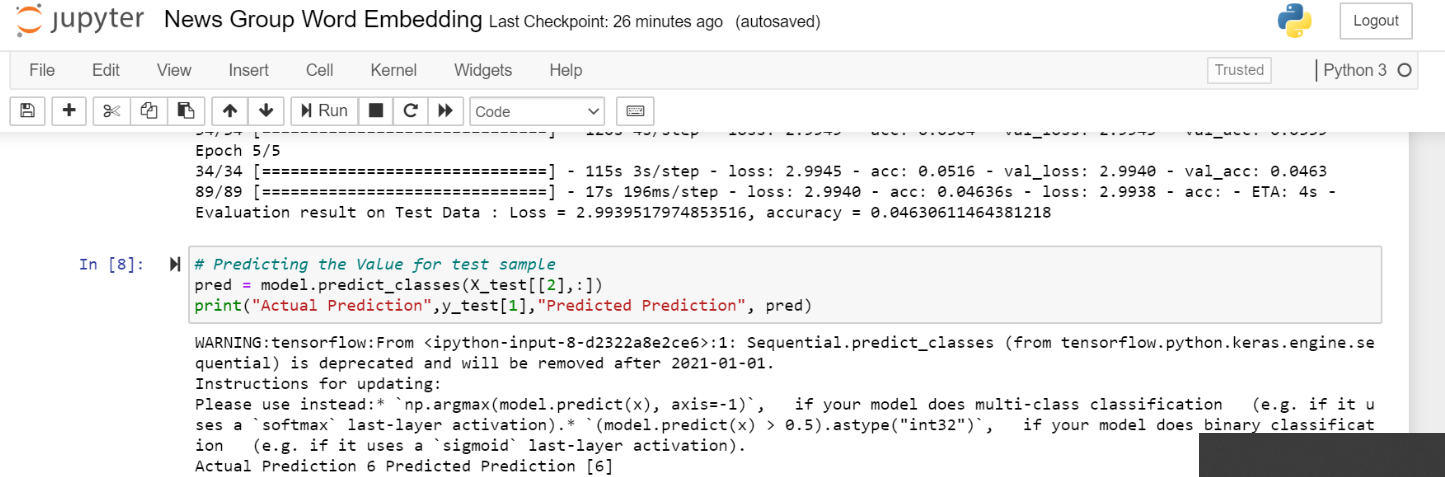 jupyter News Group Word Embedding Last Checkpoint: 26 minutes ago (autosaved)
Logout
File Edit View Insert Cell Kernel Widgets Help
Trusted Python 3
Run Code
Epoch 5/5
34/34 [==============================] - 115s 3s/step - loss: 2.9945 - acc: 0.0516 - val_loss: 2.9940 - val_acc: 0.0463
89/89 [==============================] - 17s 196ms/step - loss: 2.9940 - acc: 0.04636s - loss: 2.9938 - acc: - ETA: 4s -
Evaluation result on Test Data : Loss = 2.9939517974853516, accuracy = 0.04630611464381218
In [8]:
# Predicting the Value for test sample
pred = model.predict_classes(X_test[[2],:])
print("Actual Prediction",y_test[1],"Predicted Prediction", pred)
WARNING:tensorflow:From <ipython-input-8-d2322a8e2ce6>:1: Sequential.predict_classes (from tensorflow.python.keras.engine.se
quential) is deprecated and will be removed after 2021-01-01.
Instructions for updating:
Please use instead:* `np.argmax(model.predict(x), axis=-1)`,   if your model does multi-class classification   (e.g. if it u
ses a `softmax` last-layer activation).* `(model.predict(x) > 0.5).astype("int32")`,   if your model does binary classificat
ion   (e.g. if it uses a `sigmoid` last-layer activation).
Actual Prediction 6 Predicted Prediction [6]